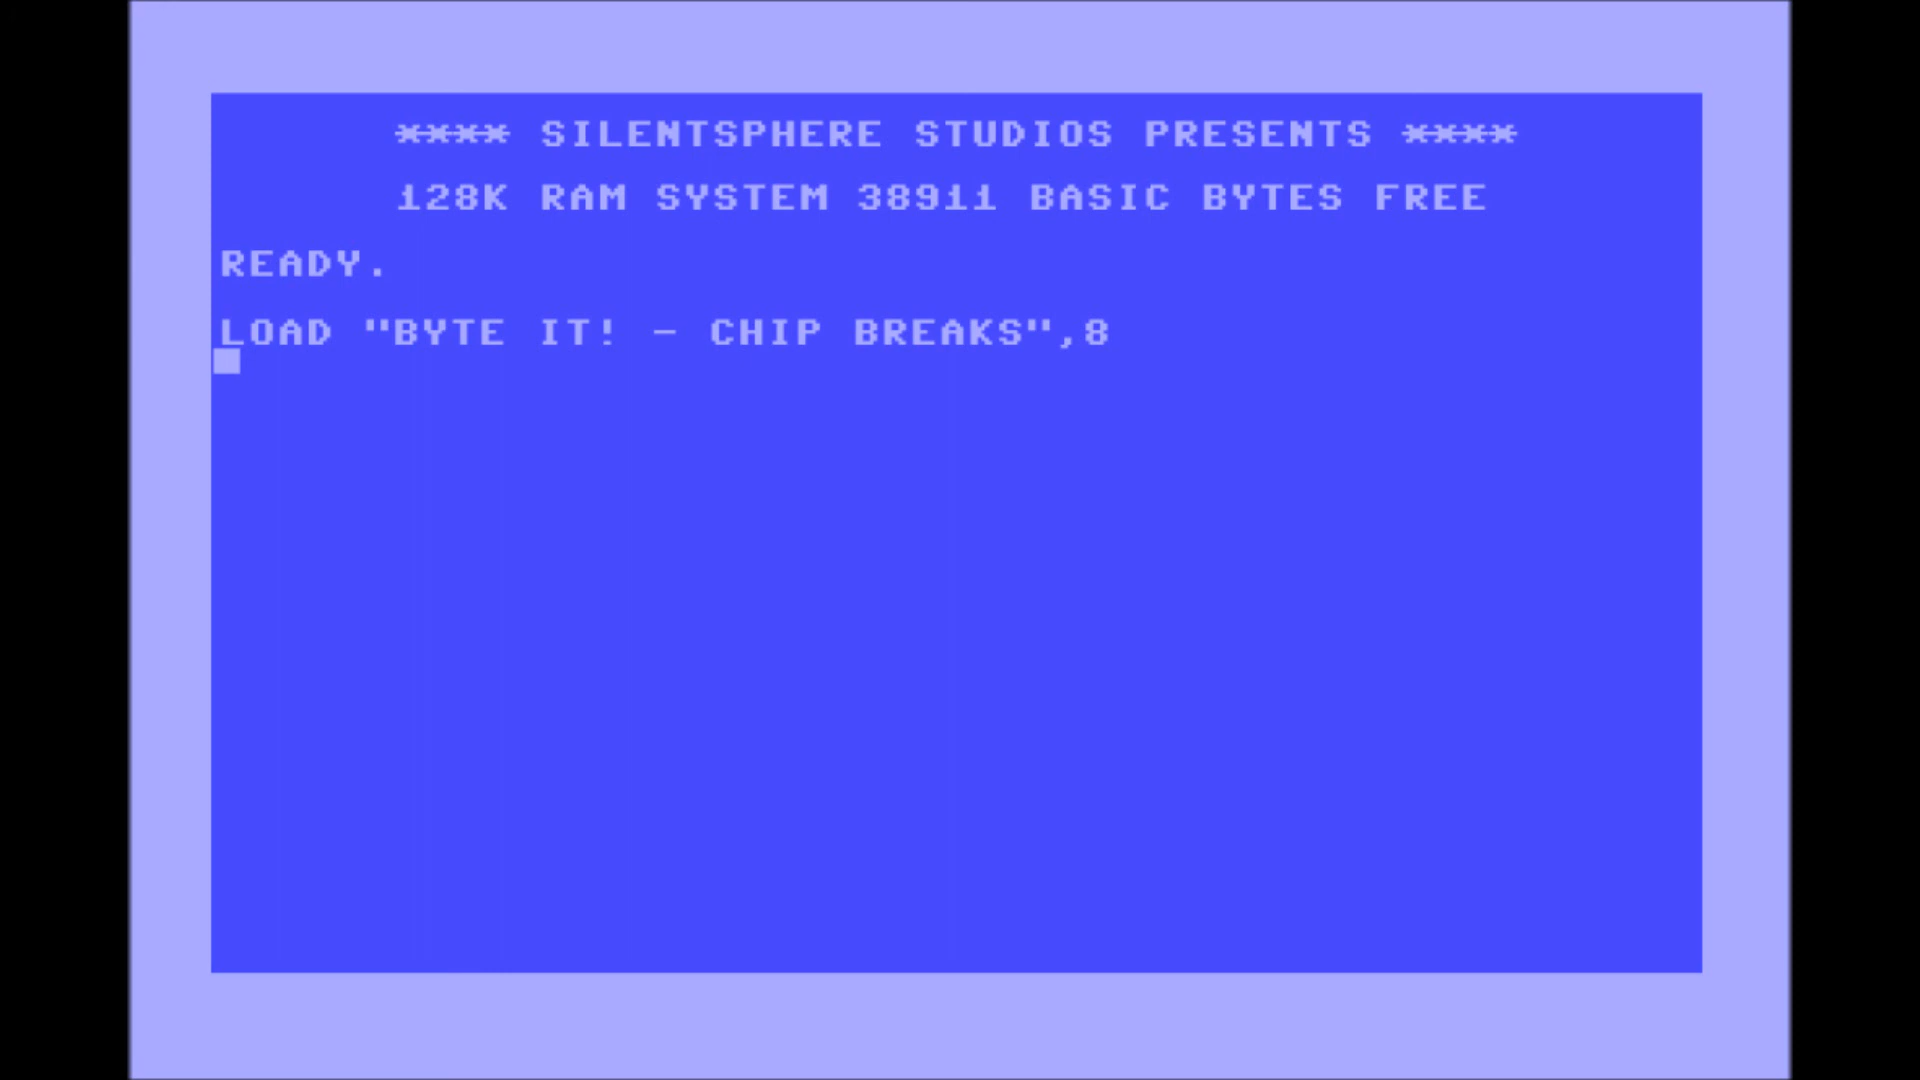 **** SILENTSPHERE STUDIOS PRESENTS ****
128K RAM SYSTEM 38911 BASIC BYTES FREE
READY.
LOAD "BYTE IT! - CHIP BREAKS",8